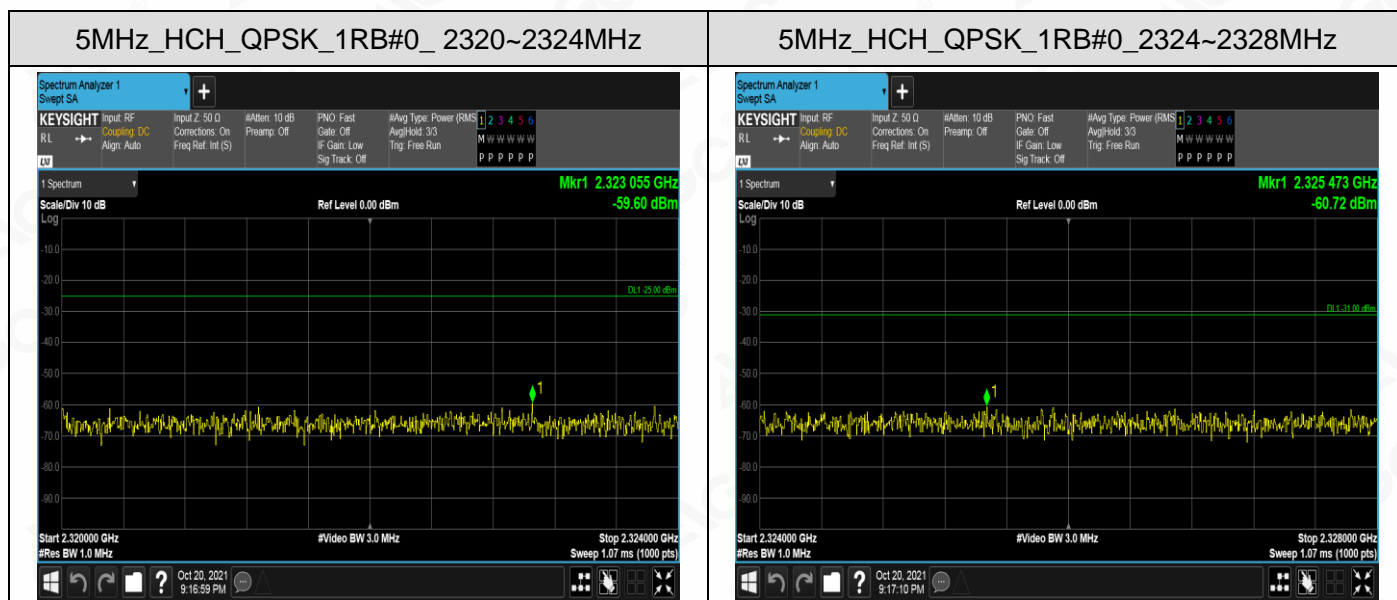 5MHz_HCH_QPSK_1RB#0_ 2320~2324MHz
Spectrum Analyzer 1
Swept SA
KEYSIGHT
RL
LXI
Input: RF
Coupling: DC
Align: Auto
Input Z: 50 Ω
Corrections: On
Freq Ref: Int (S)
#Atten: 10 dB
Preamp: Off
PNO: Fast
Gate: Off
IF Gain: Low
Sig Track: Off
#Avg Type: Power (RMS
Avg|Hold: 3/3
Trig: Free Run
1 2 3 4 5 6
M W W W W W
P P P P P P
1 Spectrum
Mkr1 2.323 055 GHz
-59.60 dBm
Scale/Div 10 dB
Ref Level 0.00 dBm
Log
-10.0
-20.0
DL1 -25.00 dBm
-30.0
-40.0
-50.0
1
-60.0
-70.0
-80.0
-90.0
Start 2.320000 GHz
#Video BW 3.0 MHz
Stop 2.324000 GHz
#Res BW 1.0 MHz
Sweep 1.07 ms (1000 pts)
?
Oct 20, 2021
9:16:59 PM
5MHz_HCH_QPSK_1RB#0_2324~2328MHz
Spectrum Analyzer 1
Swept SA
KEYSIGHT
RL
LXI
Input: RF
Coupling: DC
Align: Auto
Input Z: 50 Ω
Corrections: On
Freq Ref: Int (S)
#Atten: 10 dB
Preamp: Off
PNO: Fast
Gate: Off
IF Gain: Low
Sig Track: Off
#Avg Type: Power (RMS
Avg|Hold: 3/3
Trig: Free Run
1 2 3 4 5 6
M W W W W W
P P P P P P
1 Spectrum
Mkr1 2.325 473 GHz
-60.72 dBm
Scale/Div 10 dB
Ref Level 0.00 dBm
Log
-10.0
-20.0
-30.0
DL1 -31.00 dBm
-40.0
-50.0
1
-60.0
-70.0
-80.0
-90.0
Start 2.324000 GHz
#Video BW 3.0 MHz
Stop 2.328000 GHz
#Res BW 1.0 MHz
Sweep 1.07 ms (1000 pts)
?
Oct 20, 2021
9:17:10 PM